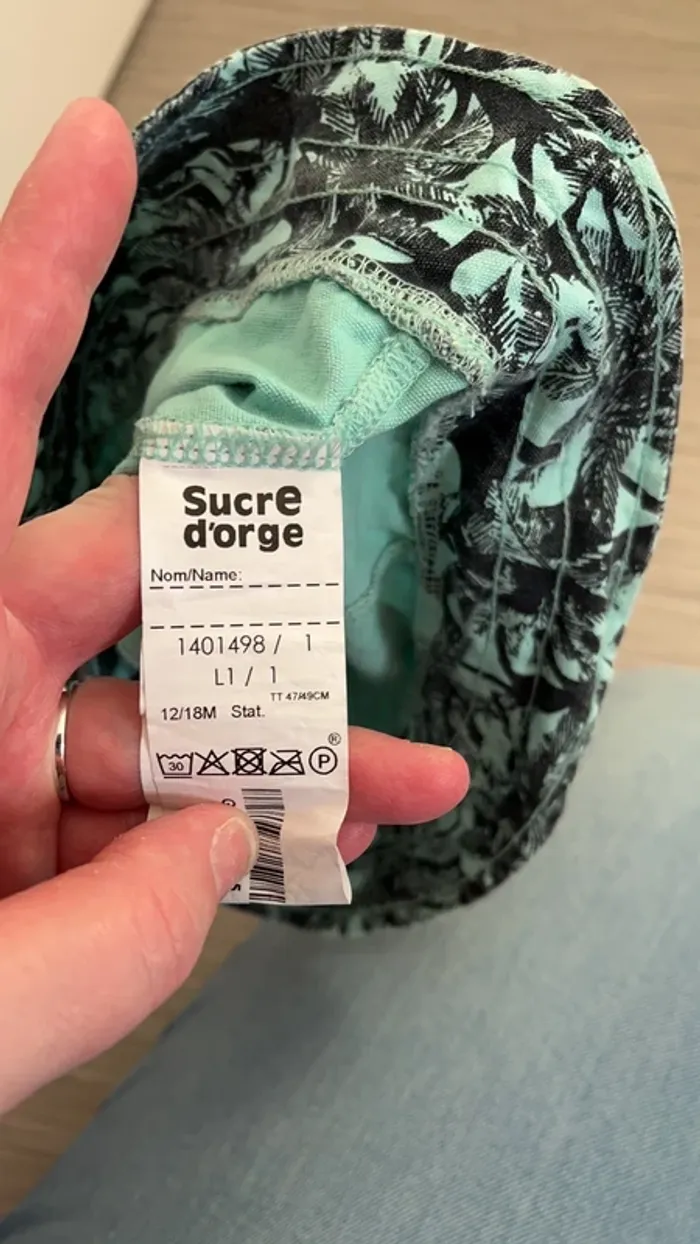 Sucre
d'orge
Nom/Name:
1401498 / 1
L1 / 1
TT 47/49CM
12/18M Stat.
®
30
P